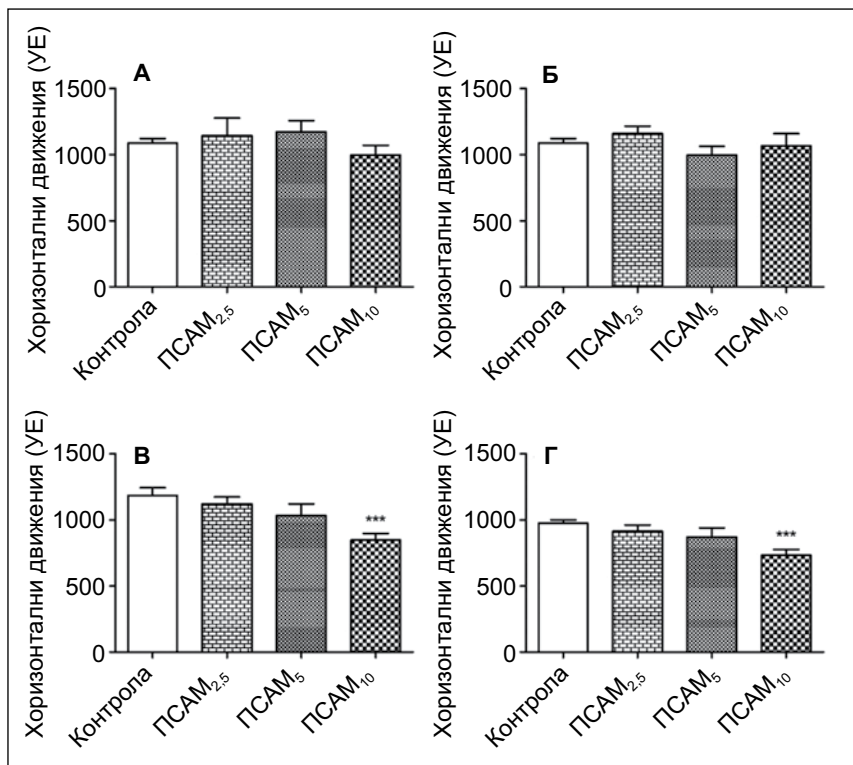 А
Хоризонтални движения (УЕ)
1500
1000
500
0
Контрола
ПСАМ2,5
ПСАМ5
ПСАМ10
Б
Хоризонтални движения (УЕ)
1500
1000
500
0
Контрола
ПСАМ2,5
ПСАМ5
ПСАМ10
В
Хоризонтални движения (УЕ)
1500
1000
500
0
***
Контрола
ПСАМ2,5
ПСАМ5
ПСАМ10
Г
Хоризонтални движения (УЕ)
1500
1000
500
0
***
Контрола
ПСАМ2,5
ПСАМ5
ПСАМ10